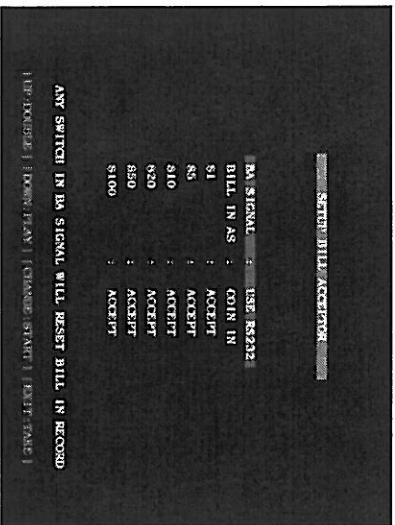 SETUP BILL ACCEPTOR
BA SIGNAL : USE RS232
BILL IN AS : COIN IN
$1 : ACCEPT
$5 : ACCEPT
$10 : ACCEPT
$20 : ACCEPT
$50 : ACCEPT
$100 : ACCEPT
ANY SWITCH IN BA SIGNAL WILL RESET BILL IN RECORD
| UP-DOUBLE | DOWN-PLAY | CHANGE-START | EXIT-TAKE |